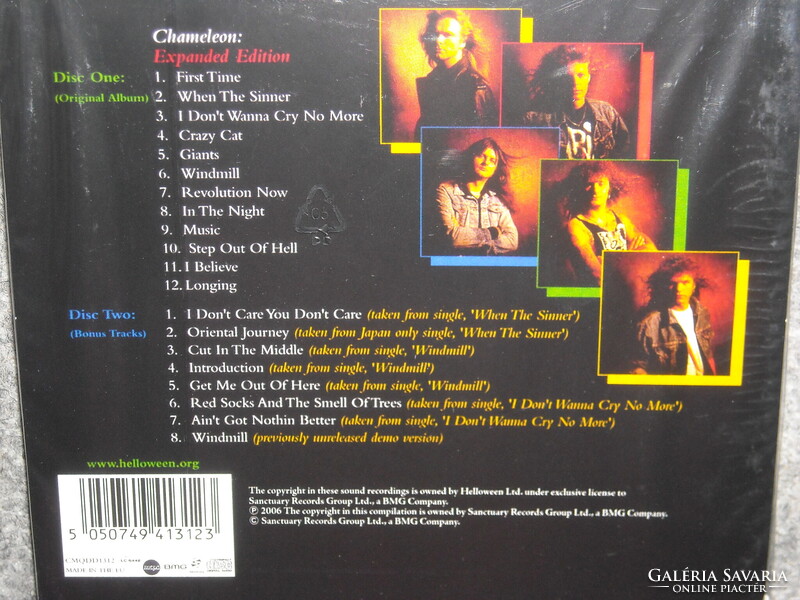 Chameleon:
Expanded Edition
Disc One:
(Original Album)
1. First Time
2. When The Sinner
3. I Don't Wanna Cry No More
4. Crazy Cat
5. Giants
6. Windmill
7. Revolution Now
8. In The Night
9. Music
10. Step Out Of Hell
11. I Believe
12. Longing
Disc Two:
(Bonus Tracks)
1. I Don't Care You Don't Care (taken from single, 'When The Sinner')
2. Oriental Journey (taken from Japan only single, 'When The Sinner')
3. Cut In The Middle (taken from single, 'Windmill')
4. Introduction (taken from single, 'Windmill')
5. Get Me Out Of Here (taken from single, 'Windmill')
6. Red Socks And The Smell Of Trees (taken from single, 'I Don't Wanna Cry No More')
7. Ain't Got Nothin Better (taken from single, 'I Don't Wanna Cry No More')
8. Windmill (previously unreleased demo version)
www.helloween.org
The copyright in these sound recordings is owned by Helloween Ltd. under exclusive license to
Sanctuary Records Group Ltd., a BMG Company.
℗ 2006 The copyright in this compilation is owned by Sanctuary Records Group Ltd., a BMG Company.
© Sanctuary Records Group Ltd., a BMG Company.
5 050749 413123
CMQDD1312
MADE IN THE EU
BMG
GALÉRIA SAVARIA
ONLINE PIACTÉR